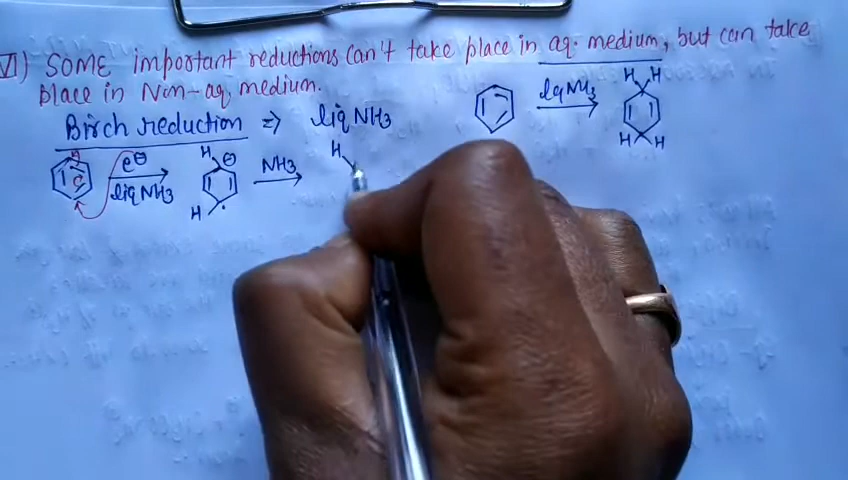 VI) SOME important reductions can't take place in aq. medium, but can take
place in Non-aq. medium.
Birch reduction ⇒ liq NH3
lq NH3
H H
H H
e⊖
liq NH3
H ⊖
H
NH3
H